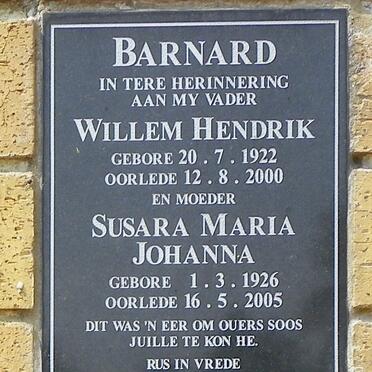 BARNARD
IN TERE HERINNERING
AAN MY VADER
WILLEM HENDRIK
GEBORE 20 . 7 . 1922
OORLEDE 12 . 8 . 2000
EN MOEDER
SUSARA MARIA
JOHANNA
GEBORE 1 . 3 . 1926
OORLEDE 16 . 5 . 2005
DIT WAS 'N EER OM OUERS SOOS
JUILLE TE KON HE.
RUS IN VREDE